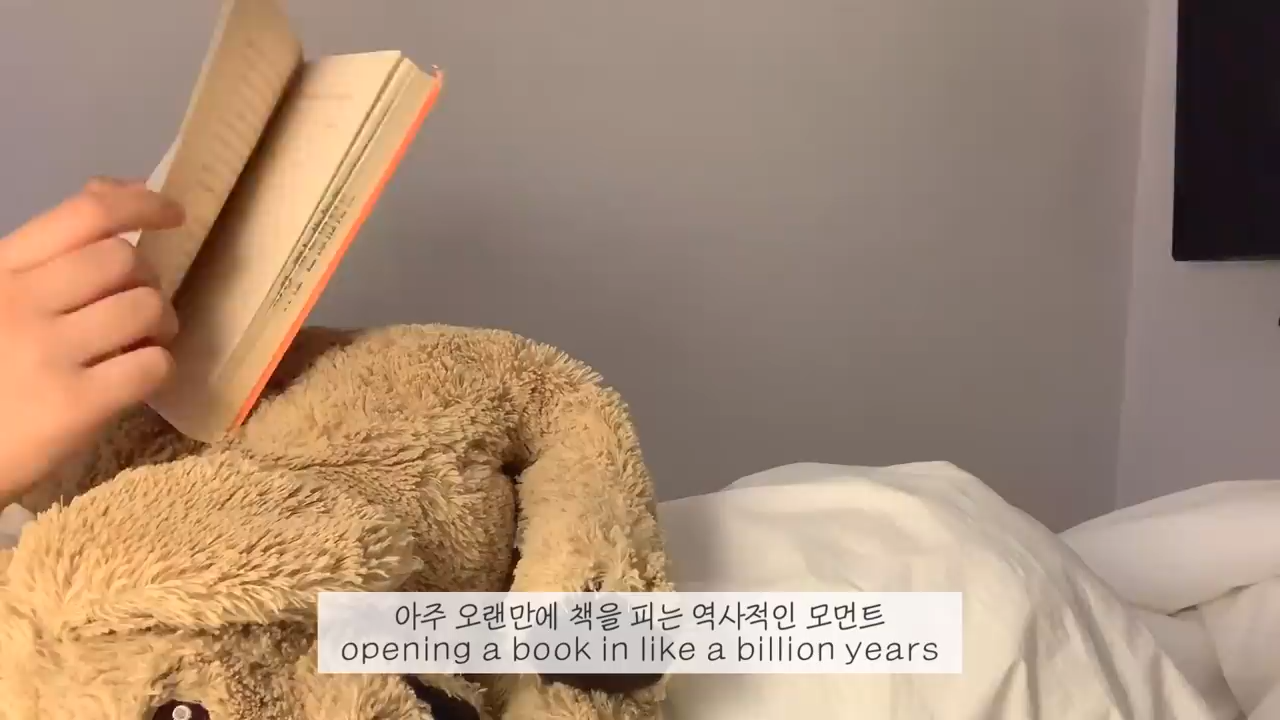 아주 오랜만에 책을 피는 역사적인 모먼트
opening a book in like a billion years